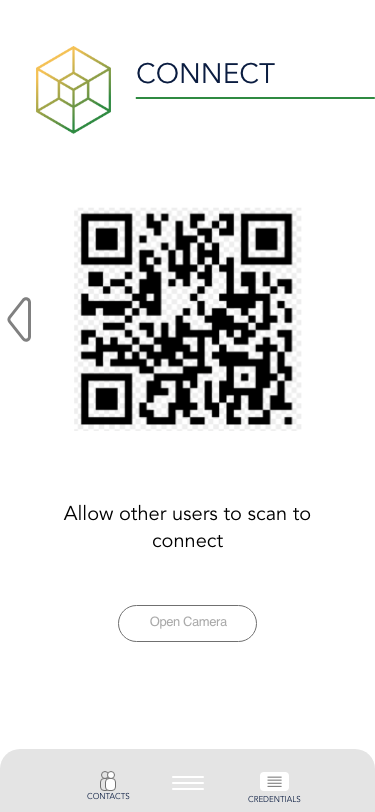 CONNECT
Allow other users to scan to
connect
Open Camera
CONTACTS
CREDENTIALS